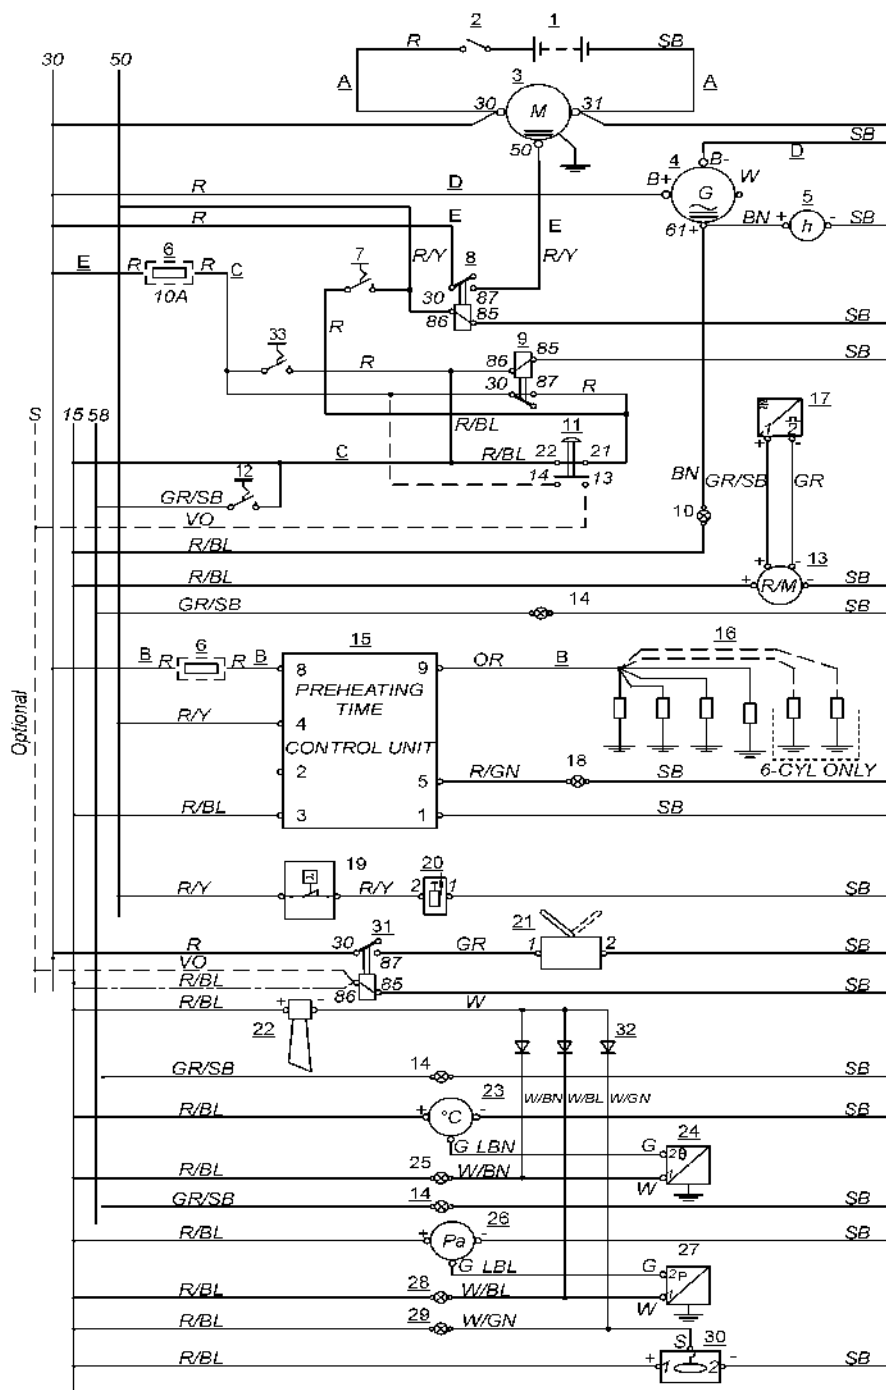 2 1
R SB
30 50
A 3 A
30 M 31
50 SB
4 B- D
R D B+ G W
R E E 5
61+ BN + h - SB
E R 6 R C 7 R/Y 8 R/Y
10A 30 87
86 85 SB
33 R 9
R 86 85 SB
30 87 R
S 15 58 R/BL 11 17
C R/BL 22 21 1 2
12 14 13 + -
GR/SB BN GR/SB GR
VO 10
R/BL + - 13
R/BL + R/M - SB
GR/SB 14 SB
6 15 16
B R R B 8 9 OR B
PREHEATING
TIME
R/Y 4
CONTROL UNIT
Optional
2 5 R/GN 18 SB
6-CYL ONLY
R/BL 3 1 SB
19 20
R/Y R/Y 2 1 SB
31 21
R 30 87 GR 1 2 SB
VO
R/BL 86 85 SB
R/BL + - W
22 32
GR/SB 14 SB
23 W/BN W/BL W/GN
R/BL + °C - SB
G LBN G 2 24
R/BL 25 W/BN W 1
GR/SB 14 SB
26
R/BL + Pa - SB
G LBL G 2P 27
R/BL 28 W/BL W 1
R/BL 29 W/GN
S 30
R/BL + 1 2 - SB